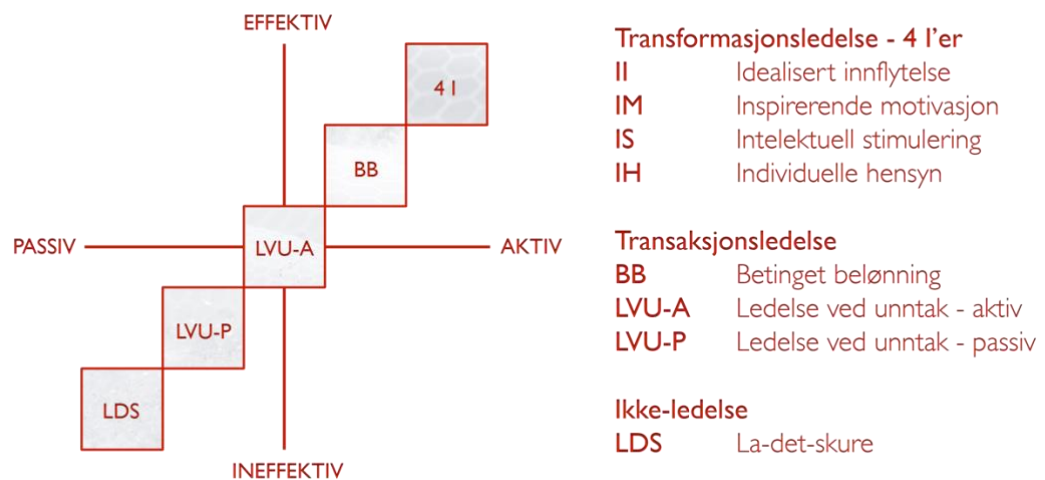 EFFEKTIV
4 I
BB
PASSIV
LVU-A
AKTIV
LVU-P
LDS
INEFFEKTIV
Transformasjonsledelse - 4 I'er
II Idealisert innflytelse
IM Inspirerende motivasjon
IS Intelektuell stimulering
IH Individuelle hensyn
Transaksjonsledelse
BB Betinget belønning
LVU-A Ledelse ved unntak - aktiv
LVU-P Ledelse ved unntak - passiv
Ikke-ledelse
LDS La-det-skure